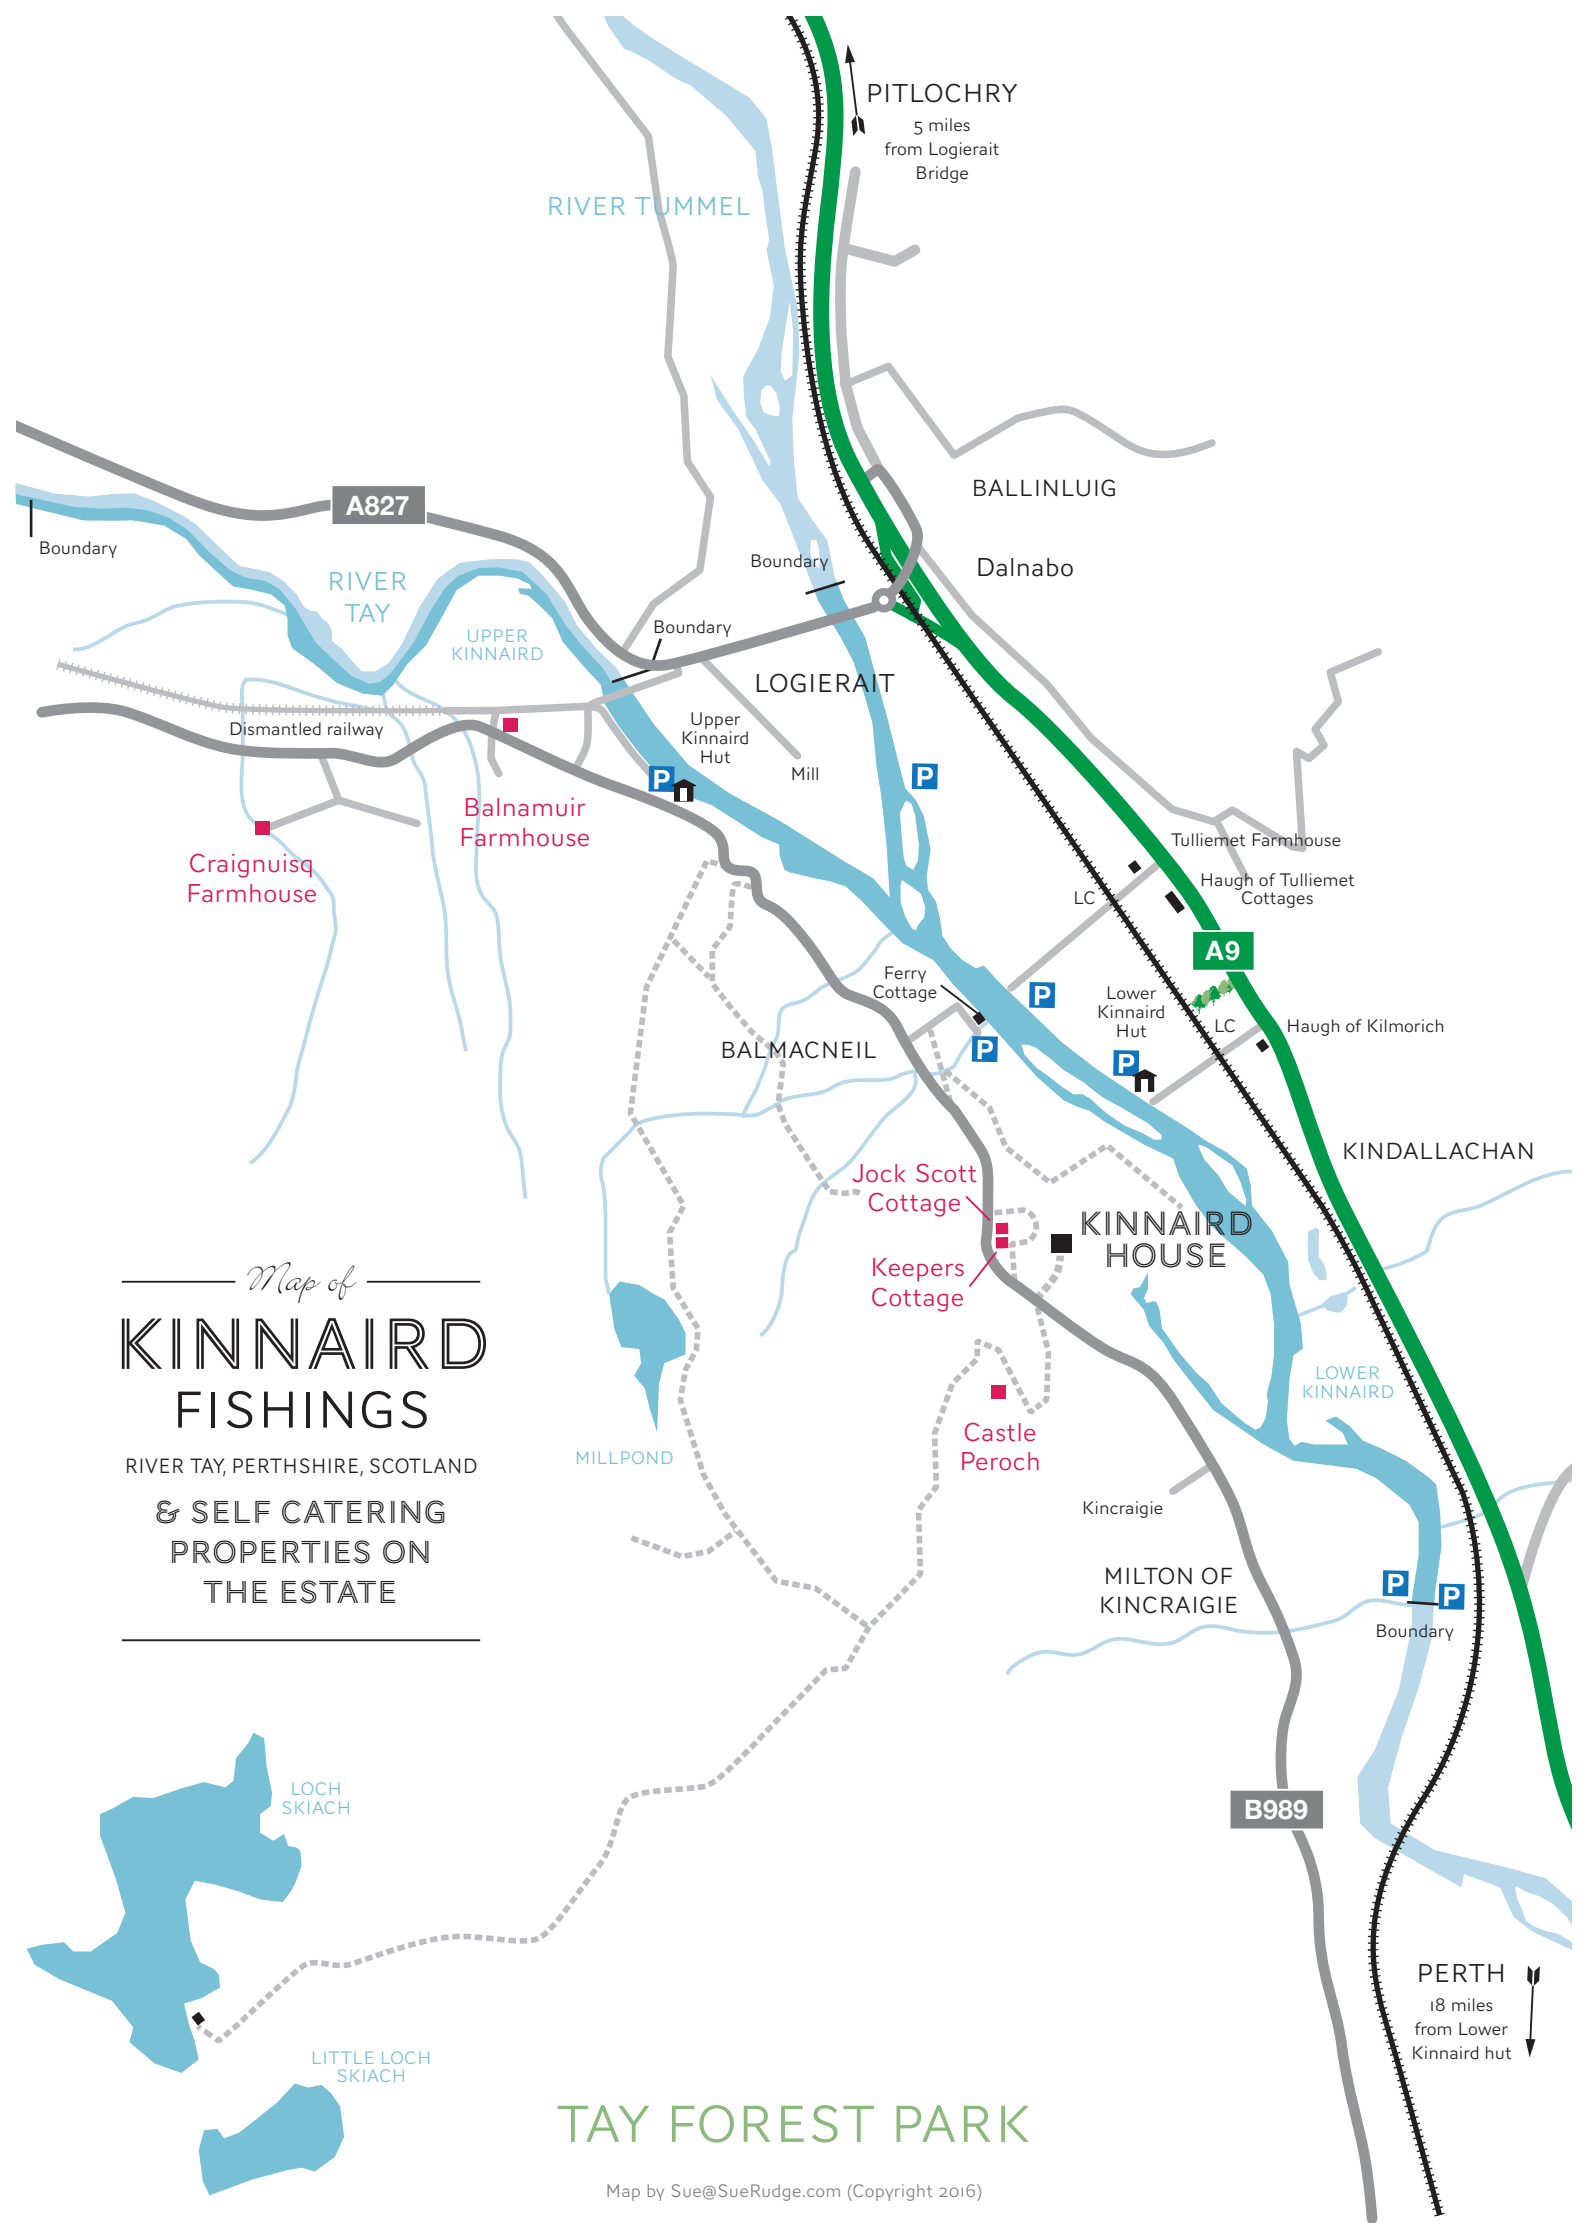 PITLOCHRY
5 miles
from Logierait
Bridge
RIVER TUMMEL
BALLINLUIG
A827
Boundary
Boundary
Dalnabo
RIVER
TAY
UPPER
KINNAIRD
Boundary
LOGIERAIT
Dismantled railway
Upper
Kinnaird
Hut
Mill
P
P
Balnamuir
Farmhouse
Craignuisq
Farmhouse
Tulliemet Farmhouse
Haugh of Tulliemet
Cottages
LC
A9
Ferry
Cottage
P
Lower
Kinnaird
Hut
LC
Haugh of Kilmorich
BALMACNEIL
P
P
KINDALLACHAN
Jock Scott
Cottage
KINNAIRD
HOUSE
Keepers
Cottage
Map of
KINNAIRD
FISHINGS
RIVER TAY, PERTHSHIRE, SCOTLAND
& SELF CATERING
PROPERTIES ON
THE ESTATE
LOWER
KINNAIRD
Castle
Peroch
MILLPOND
Kincraigie
MILTON OF
KINCRAIGIE
P
P
Boundary
LOCH
SKIACH
B989
PERTH
18 miles
from Lower
Kinnaird hut
LITTLE LOCH
SKIACH
TAY FOREST PARK
Map by Sue@SueRudge.com (Copyright 2016)